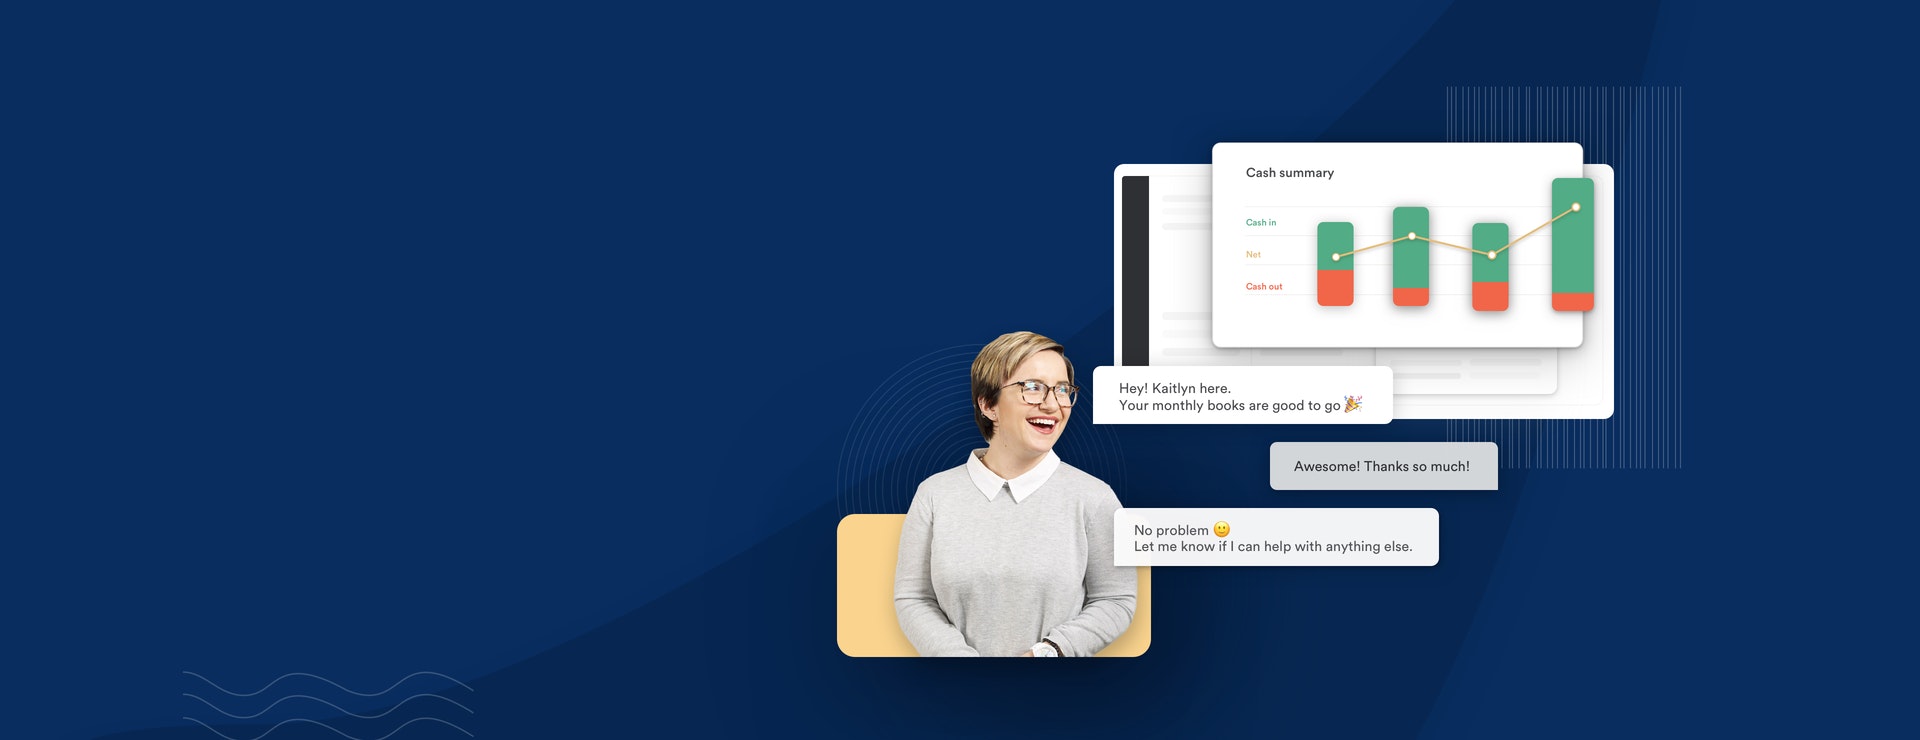 Cash summary
Cash in
Net
Cash out
Hey! Kaitlyn here.
Your monthly books are good to go 🎉
Awesome! Thanks so much!
No problem 🙂
Let me know if I can help with anything else.